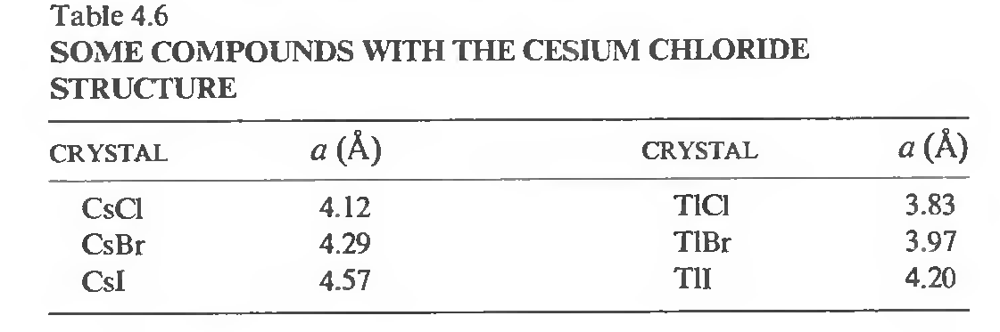 Table 4.6
SOME COMPOUNDS WITH THE CESIUM CHLORIDE
STRUCTURE
CRYSTAL a (Å) CRYSTAL a (Å)
CsCl 4.12 TlCl 3.83
CsBr 4.29 TlBr 3.97
CsI 4.57 TlI 4.20